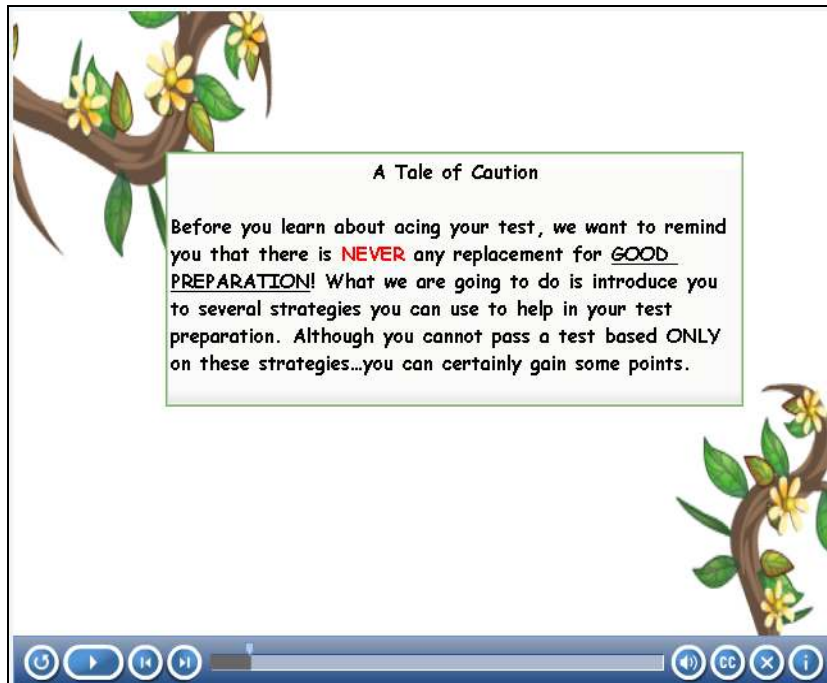 A Tale of Caution
Before you learn about acing your test, we want to remind
you that there is NEVER any replacement for GOOD
PREPARATION! What we are going to do is introduce you
to several strategies you can use to help in your test
preparation. Although you cannot pass a test based ONLY
on these strategies...you can certainly gain some points.
CC
i